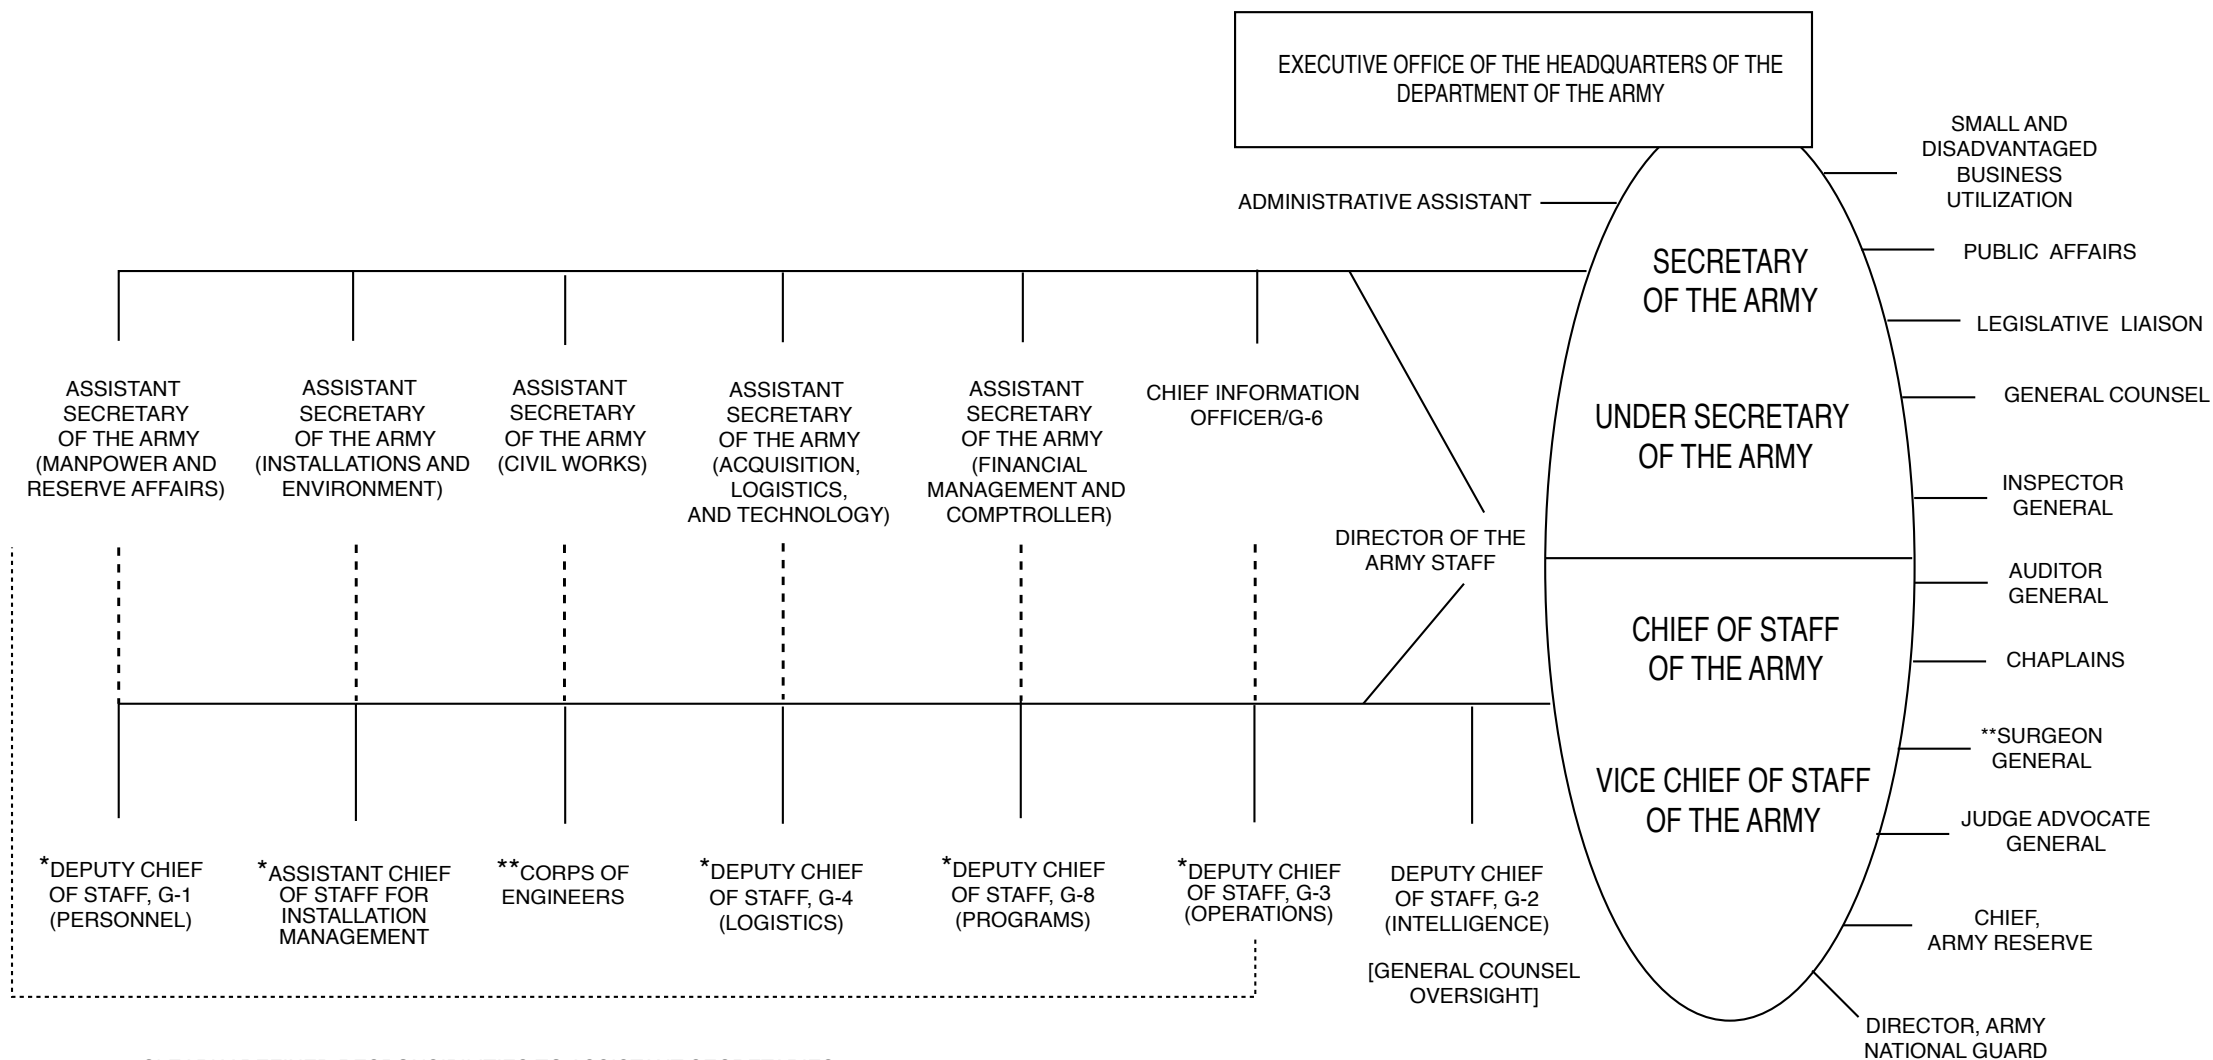 EXECUTIVE OFFICE OF THE HEADQUARTERS OF THE
DEPARTMENT OF THE ARMY
SMALL AND
DISADVANTAGED
BUSINESS
UTILIZATION
ADMINISTRATIVE ASSISTANT
PUBLIC AFFAIRS
SECRETARY
OF THE ARMY
LEGISLATIVE LIAISON
ASSISTANT
SECRETARY
OF THE ARMY
(MANPOWER AND
RESERVE AFFAIRS)
ASSISTANT
SECRETARY
OF THE ARMY
(INSTALLATIONS AND
ENVIRONMENT)
ASSISTANT
SECRETARY
OF THE ARMY
(CIVIL WORKS)
ASSISTANT
SECRETARY
OF THE ARMY
(ACQUISITION,
LOGISTICS,
AND TECHNOLOGY)
ASSISTANT
SECRETARY
OF THE ARMY
(FINANCIAL
MANAGEMENT AND
COMPTROLLER)
CHIEF INFORMATION
OFFICER/G-6
UNDER SECRETARY
OF THE ARMY
GENERAL COUNSEL
INSPECTOR
GENERAL
DIRECTOR OF THE
ARMY STAFF
AUDITOR
GENERAL
CHIEF OF STAFF
OF THE ARMY
CHAPLAINS
**SURGEON
GENERAL
VICE CHIEF OF STAFF
OF THE ARMY
JUDGE ADVOCATE
GENERAL
*DEPUTY CHIEF
OF STAFF, G-1
(PERSONNEL)
*ASSISTANT CHIEF
OF STAFF FOR
INSTALLATION
MANAGEMENT
**CORPS OF
ENGINEERS
*DEPUTY CHIEF
OF STAFF, G-4
(LOGISTICS)
*DEPUTY CHIEF
OF STAFF, G-8
(PROGRAMS)
*DEPUTY CHIEF
OF STAFF, G-3
(OPERATIONS)
DEPUTY CHIEF
OF STAFF, G-2
(INTELLIGENCE)
[GENERAL COUNSEL
OVERSIGHT]
CHIEF,
ARMY RESERVE
DIRECTOR, ARMY
NATIONAL GUARD